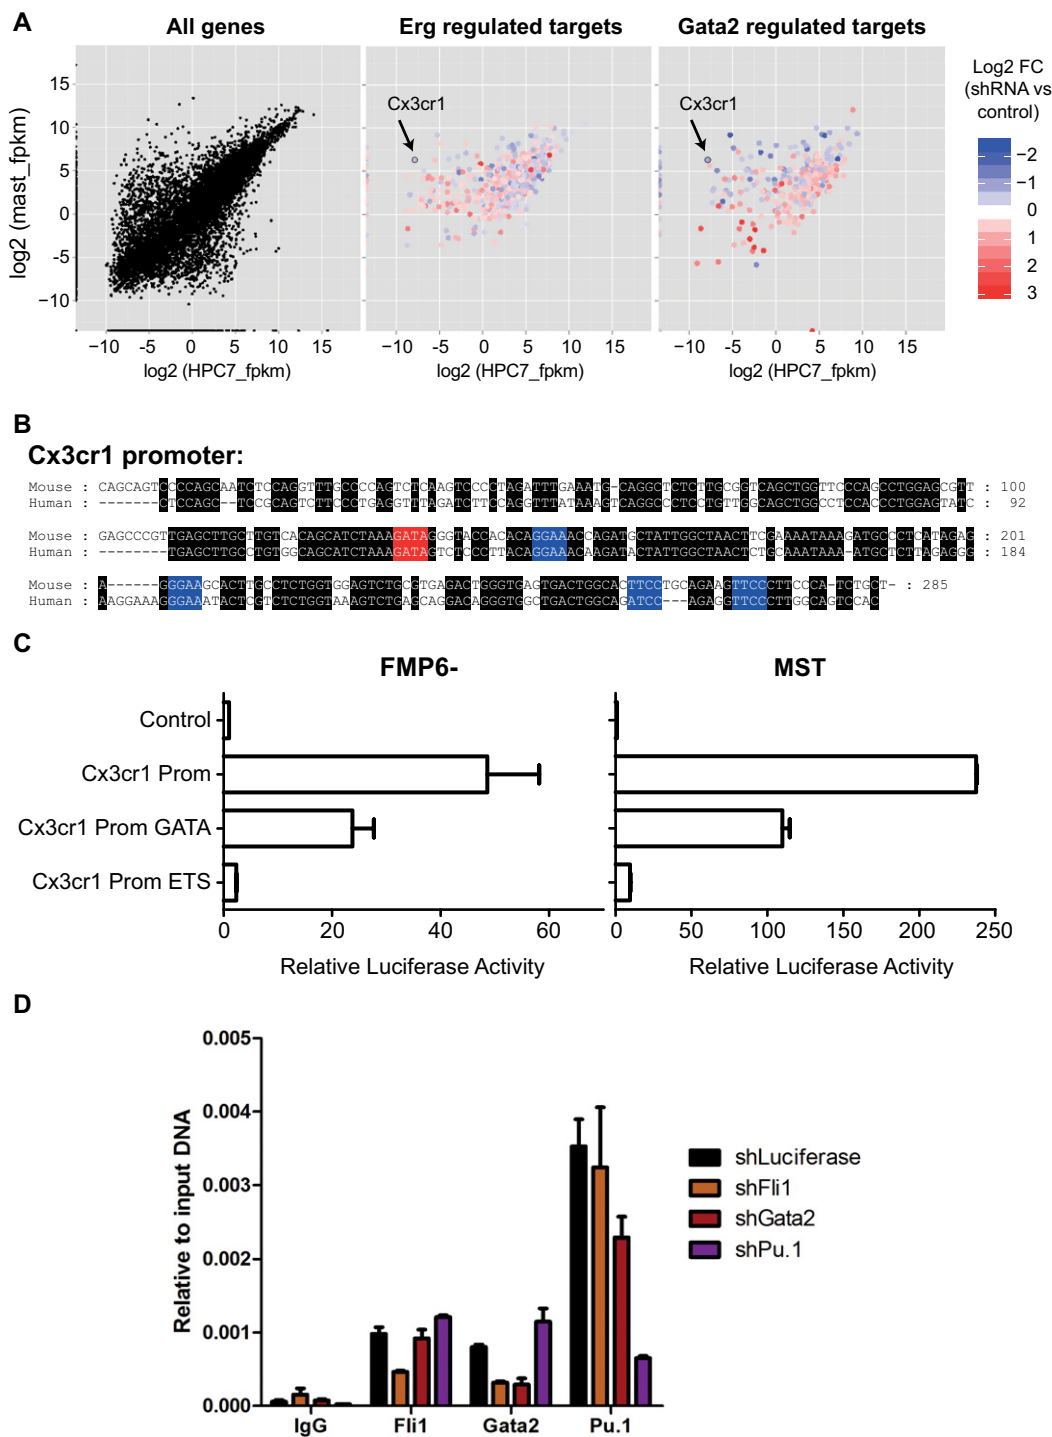 A
All genes
Erg regulated targets
Gata2 regulated targets
Log2 FC
(shRNA vs
control)
Cx3cr1
Cx3cr1
log2 (mast_fpkm)
15
10
5
0
−5
−10
−2
−1
0
1
2
3
−10 -5 0 5 10 15
−10 -5 0 5 10 15
−10 -5 0 5 10 15
log2 (HPC7_fpkm)
log2 (HPC7_fpkm)
log2 (HPC7_fpkm)
B
Cx3cr1 promoter:
Mouse : CAGCAGTCCCCAGCAATCTCCAGGTTTGCCCCAGTCTCAAGTCCCCTAGATTTGAAATG-CAGGCTCTCTTGCGGTCAGCTGGTTCCCAGCCTGGAGCGTT : 100
Human : -------CTCCAGC--TCCGCAGTCTTCCCTGAGGTTTAGATCTTCCAGGTTTATAAAGTCAGGCCCTCCTGTTGGCAGCTGGCCTCCACCCTGGAGTATC : 92
Mouse : GAGCCCGTTGAGCTTGCTTGTCACAGCATCTAAAGATAGGGTACCACACAGGAAACCAGATGCTATTGGCTAACTTCGAAAATAAAGATGCCCTCATAGAG : 201
Human : --------TGAGCTTGCCTGTGGCAGCATCTAAAGATAGTCTCCCTTACAGGAAACAAGATACTATTGGCTAACTCTGCAAATAAA-ATGCTCTTAGAGGG : 184
Mouse : A------GGGAAGCACTTGCCTCTGGTGGAGTCTGCGTGAGACTGGGTGAGTGACTGGCACTTCCTGCAGAAGTTCCCTTCCCA-TCTGCT- : 285
Human : AAGGAAAGGGAAATACTCGTCTCTGGTAAAGTCTGAGCAGGACAGGGTGGCTGACTGGCAGATCC---AGAGGTTCCCTTGGCAGTCCAC
C
FMP6-
MST
Control
Cx3cr1 Prom
Cx3cr1 Prom GATA
Cx3cr1 Prom ETS
0 20 40 60
0 50 100 150 200 250
Relative Luciferase Activity
Relative Luciferase Activity
D
Relative to input DNA
0.005
0.004
0.003
0.002
0.001
0.000
IgG Fli1 Gata2 Pu.1
shLuciferase
shFli1
shGata2
shPu.1